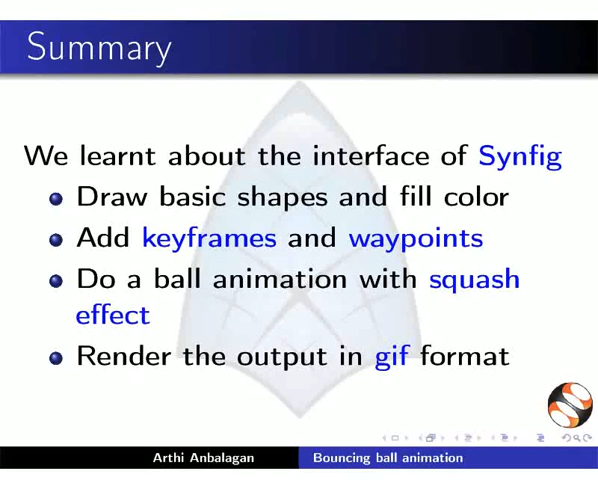 Summary
We learnt about the interface of Synfig
Draw basic shapes and fill color
Add keyframes and waypoints
Do a ball animation with squash
effect
Render the output in gif format
Arthi Anbalagan
Bouncing ball animation